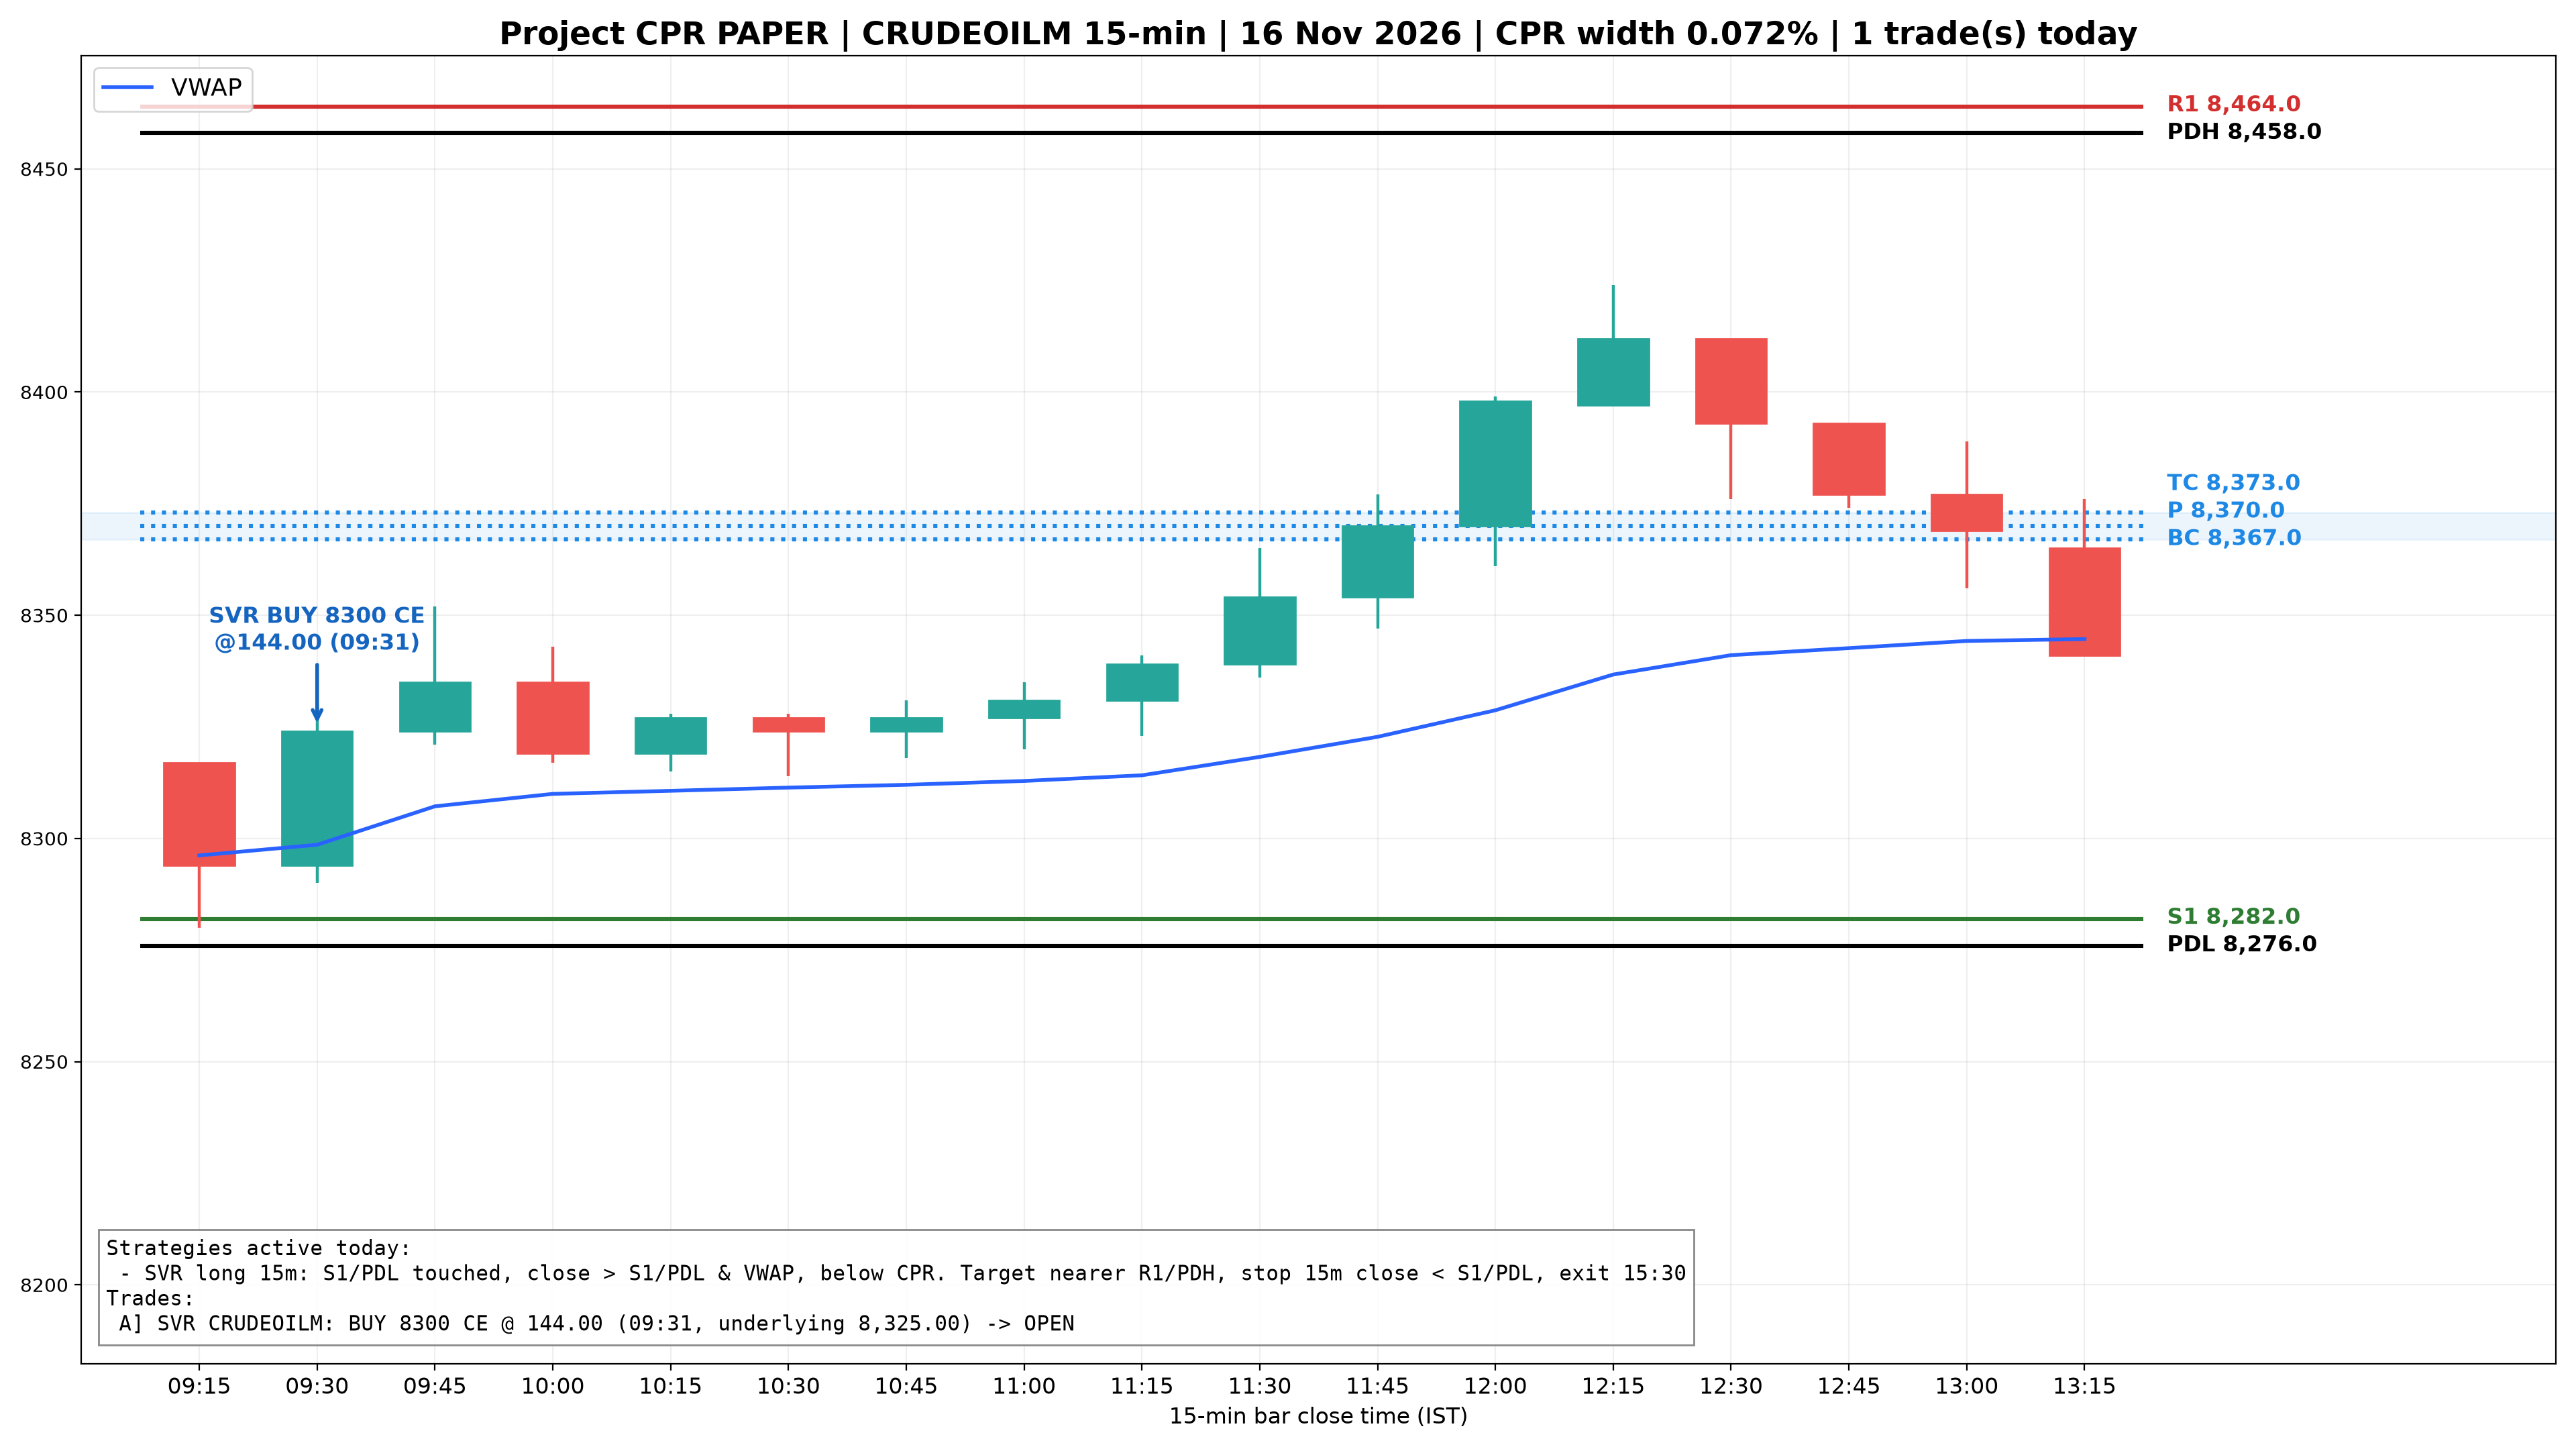 Project CPR PAPER | CRUDEOILM 15-min | 16 Nov 2026 | CPR width 0.072% | 1 trade(s) today
VWAP
R1 8,464.0
PDH 8,458.0
8450
8400
TC 8,373.0
P 8,370.0
BC 8,367.0
8350
SVR BUY 8300 CE
@144.00 (09:31)
8300
S1 8,282.0
PDL 8,276.0
8250
8200
Strategies active today:
- SVR long 15m: S1/PDL touched, close > S1/PDL & VWAP, below CPR. Target nearer R1/PDH, stop 15m close < S1/PDL, exit 15:30
Trades:
A] SVR CRUDEOILM: BUY 8300 CE @ 144.00 (09:31, underlying 8,325.00) -> OPEN
09:15 09:30 09:45 10:00 10:15 10:30 10:45 11:00 11:15 11:30 11:45 12:00 12:15 12:30 12:45 13:00 13:15
15-min bar close time (IST)